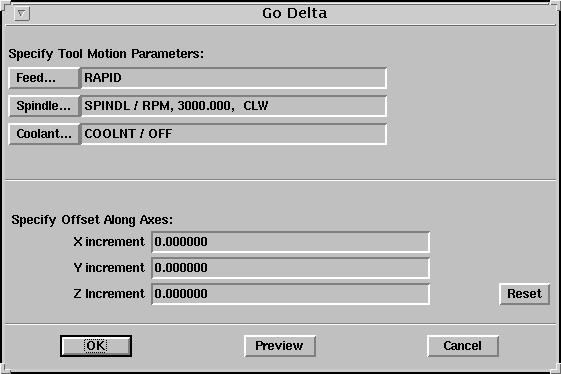 Go Delta
Specify Tool Motion Parameters:
Feed... RAPID
Spindle... SPINDL / RPM, 3000.000, CLW
Coolant... COOLNT / OFF
Specify Offset Along Axes:
X increment 0.000000
Y increment 0.000000
Z Increment 0.000000
Reset
OK Preview Cancel